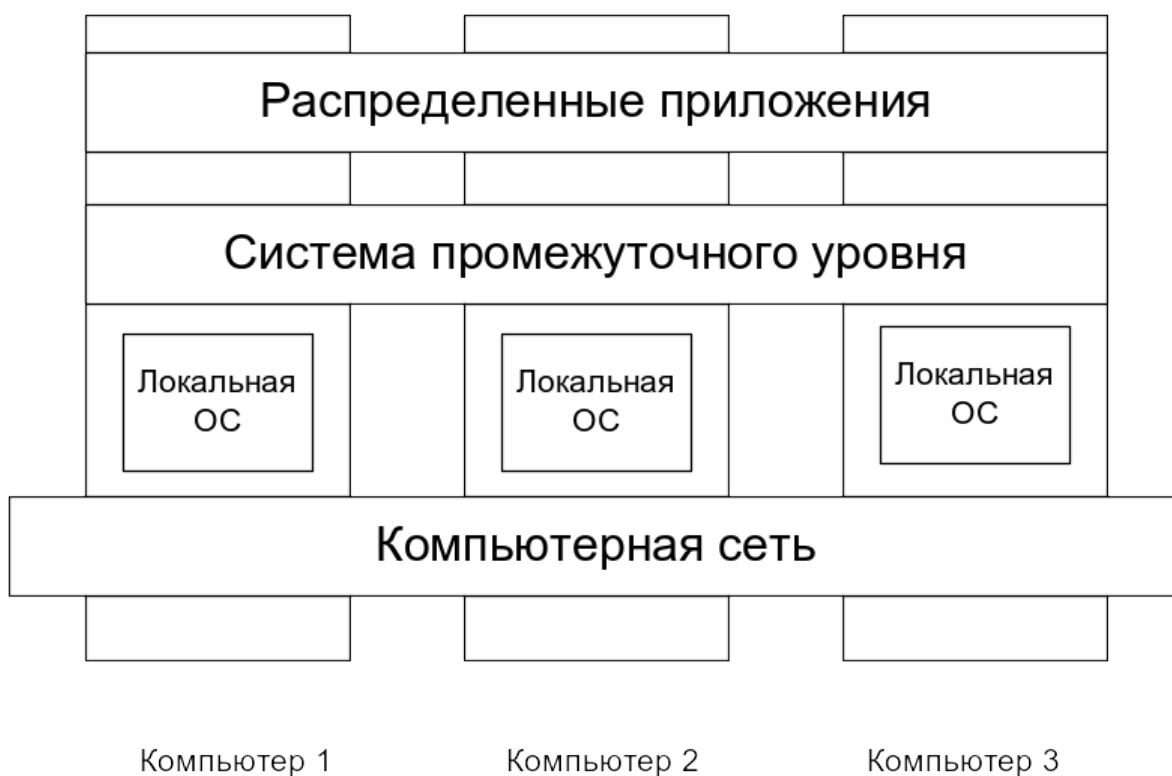 Распределенные приложения
Система промежуточного уровня
Локальная
ОС
Локальная
ОС
Локальная
ОС
Компьютерная сеть
Компьютер 1
Компьютер 2
Компьютер 3